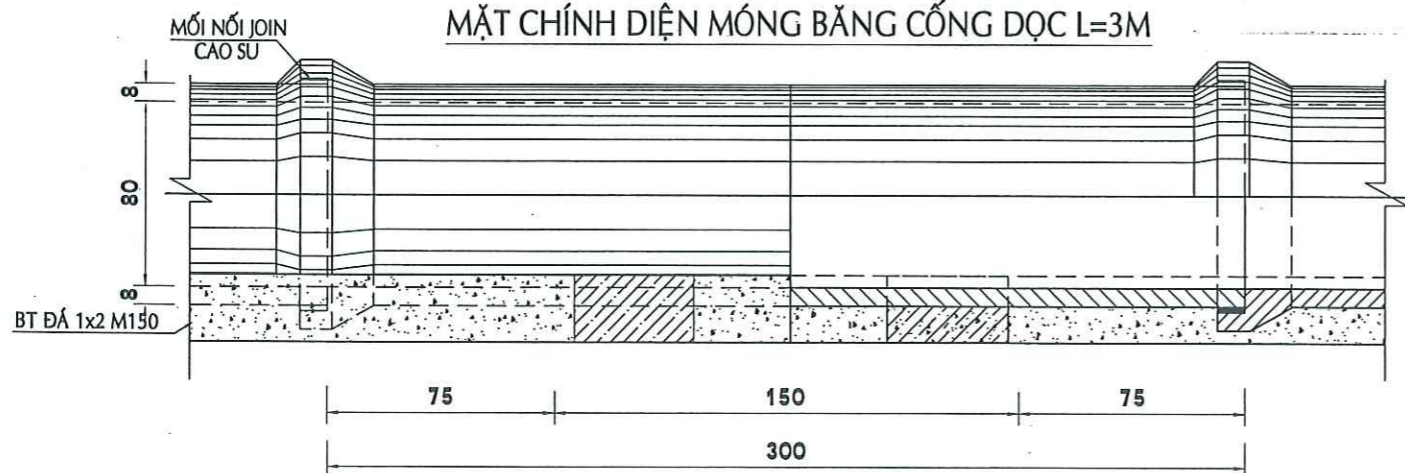 MẶT CHÍNH DIỆN MÓNG BĂNG CỐNG DỌC L=3M
MỐI NỐI JOIN
CAO SU
8
80
8
BT ĐÁ 1x2 M150
75
150
75
300